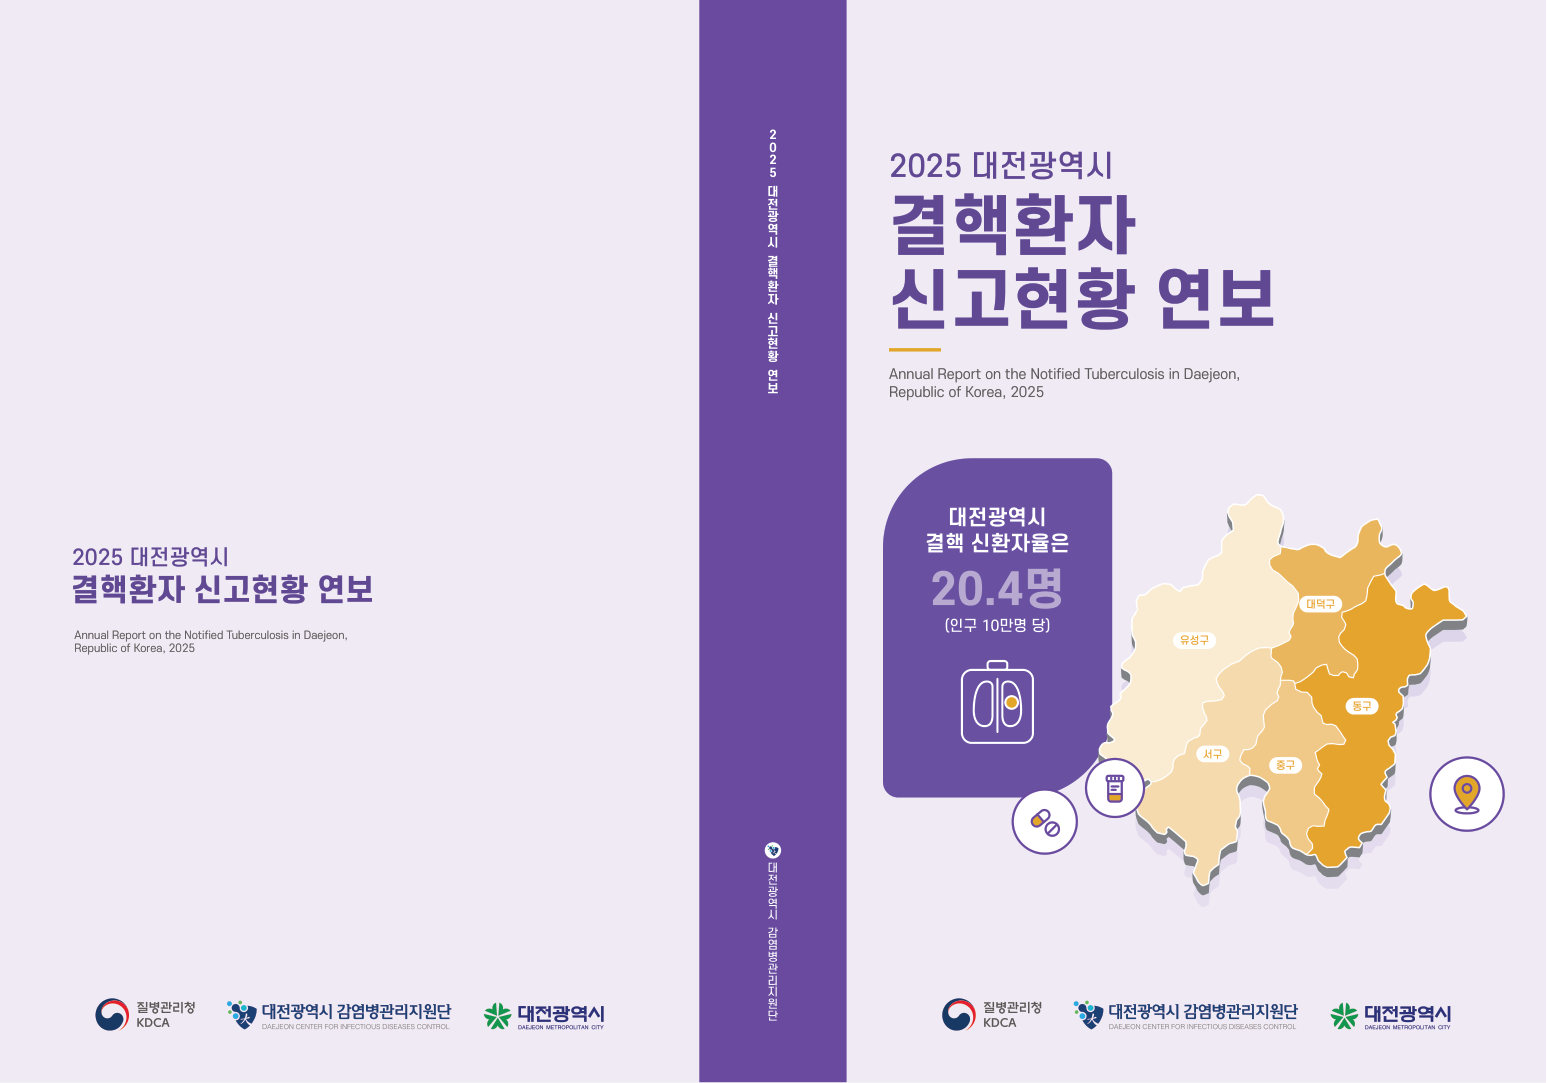 2025 대전광역시
결핵환자 신고현황 연보
Annual Report on the Notified Tuberculosis in Daejeon,
Republic of Korea, 2025
질병관리청
KDCA
대전광역시 감염병관리지원단
DAEJEON CENTER FOR INFECTIOUS DISEASES CONTROL
대전광역시
DAEJEON METROPOLITAN CITY
2025 대전광역시 결핵환자 신고현황 연보
대전광역시 감염병관리지원단
2025 대전광역시
결핵환자
신고현황 연보
Annual Report on the Notified Tuberculosis in Daejeon,
Republic of Korea, 2025
대전광역시
결핵 신환자율은
20.4명
(인구 10만명 당)
대덕구
유성구
동구
서구
중구
질병관리청
KDCA
대전광역시 감염병관리지원단
DAEJEON CENTER FOR INFECTIOUS DISEASES CONTROL
대전광역시
DAEJEON METROPOLITAN CITY